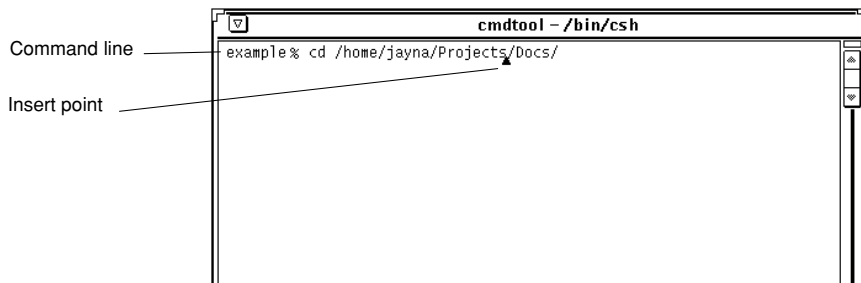 cmdtool – /bin/csh
Command line
example% cd /home/jayna/Projects/Docs/
Insert point